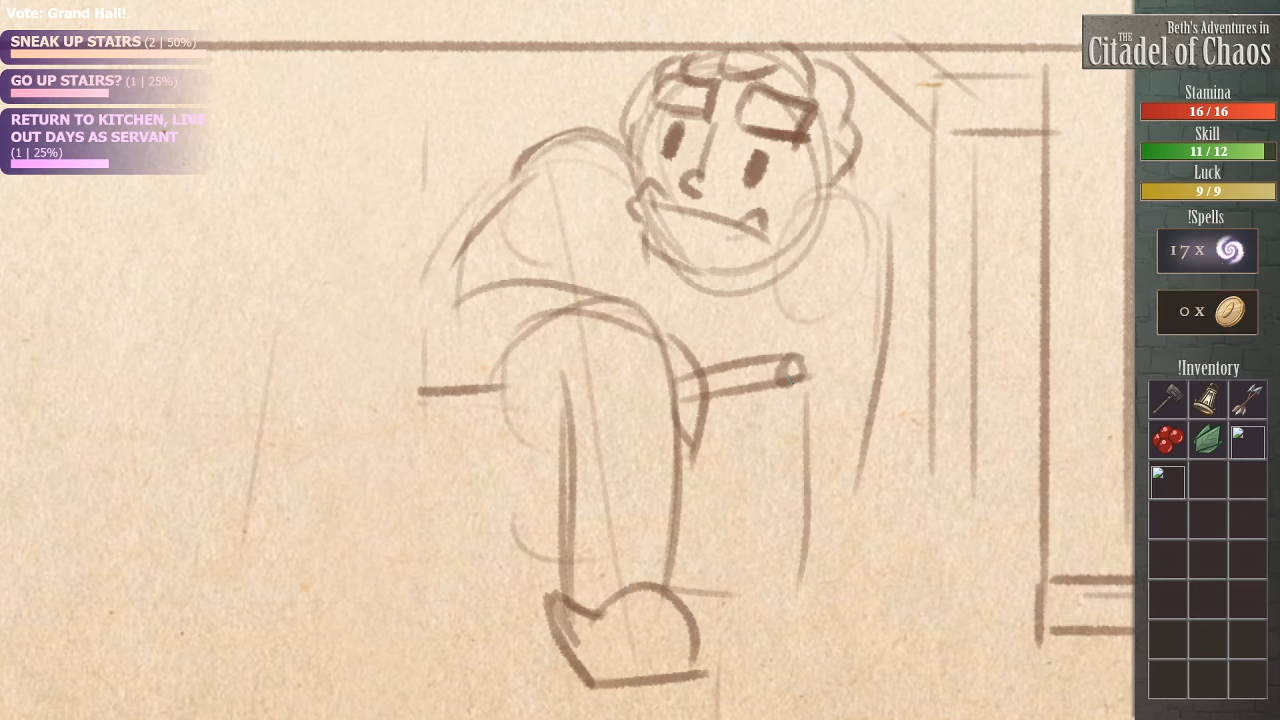 Vote: Grand Hall!
SNEAK UP STAIRS (2 | 50%)
GO UP STAIRS? (1 | 25%)
RETURN TO KITCHEN, LIVE
OUT DAYS AS SERVANT
(1 | 25%)
Beth's Adventures in
THE
Citadel of Chaos
Stamina
16 / 16
Skill
11 / 12
Luck
9 / 9
!Spells
17 x
0 x
!Inventory